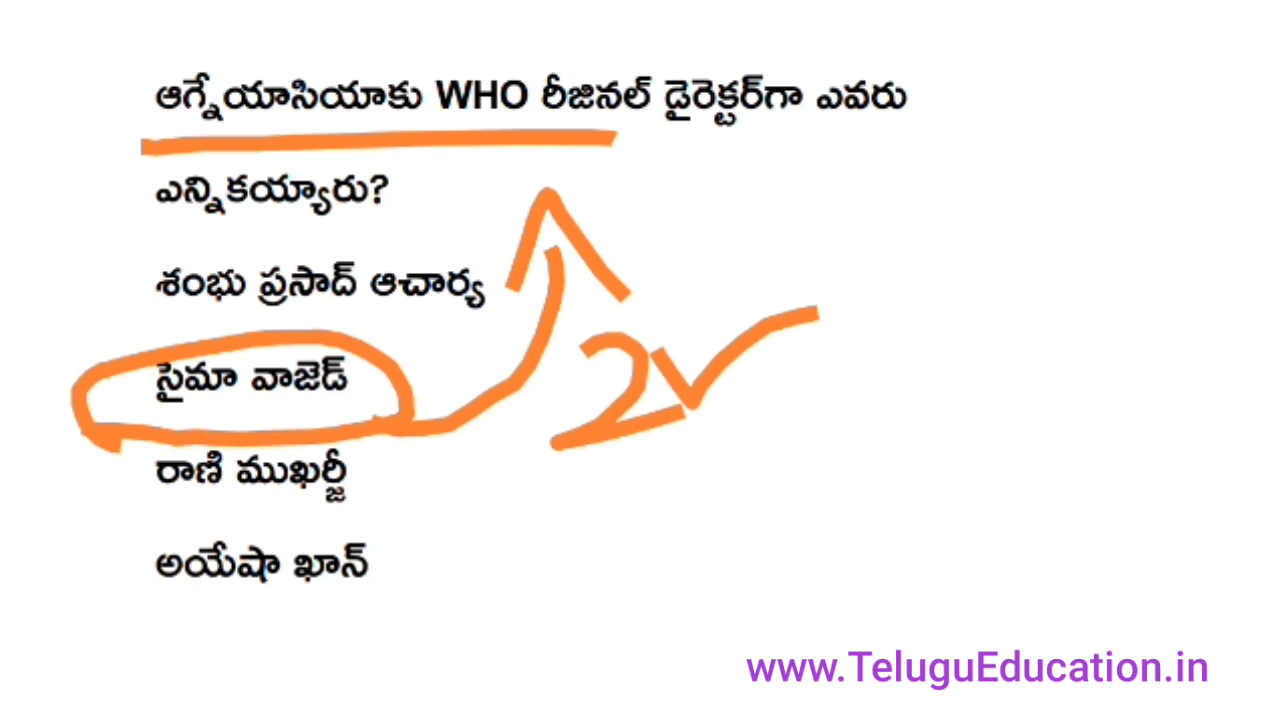 ఆగ్నేయాసియాకు WHO రీజినల్ డైరెక్టర్‌గా ఎవరు
ఎన్నికయ్యారు?
శంభు ప్రసాద్ ఆచార్య
సైమా వాజెడ్
2
రాణి ముఖర్జీ
అయేషా ఖాన్
www.TeluguEducation.in